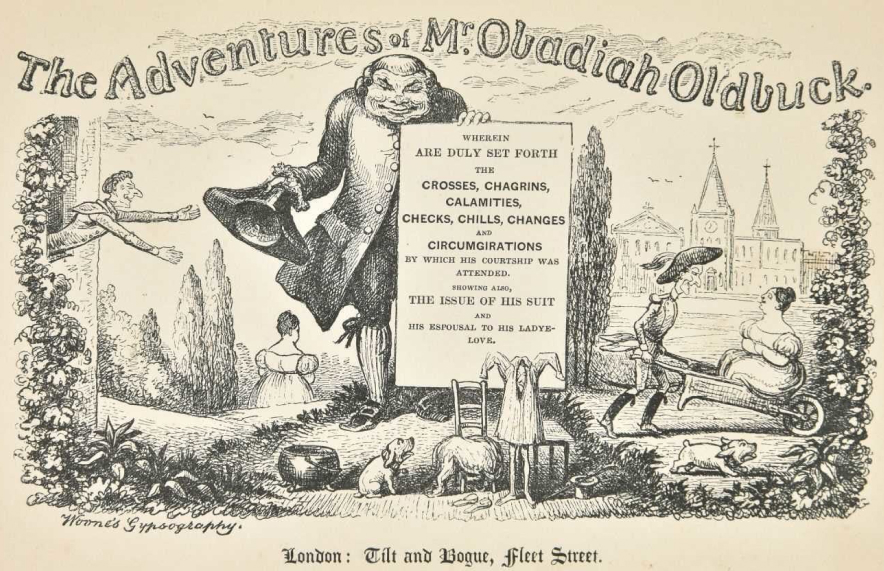 The Adventures of Mr. Obadiah Oldbuck.
WHEREIN
ARE DULY SET FORTH
THE
CROSSES, CHAGRINS,
CALAMITIES,
CHECKS, CHILLS, CHANGES
AND
CIRCUMGIRATIONS
BY WHICH HIS COURTSHIP WAS
ATTENDED.
SHOWING ALSO,
THE ISSUE OF HIS SUIT
AND
HIS ESPOUSAL TO HIS LADYE-
LOVE.
Woone's Gypsography.
London: Tilt and Bogue, Fleet Street.